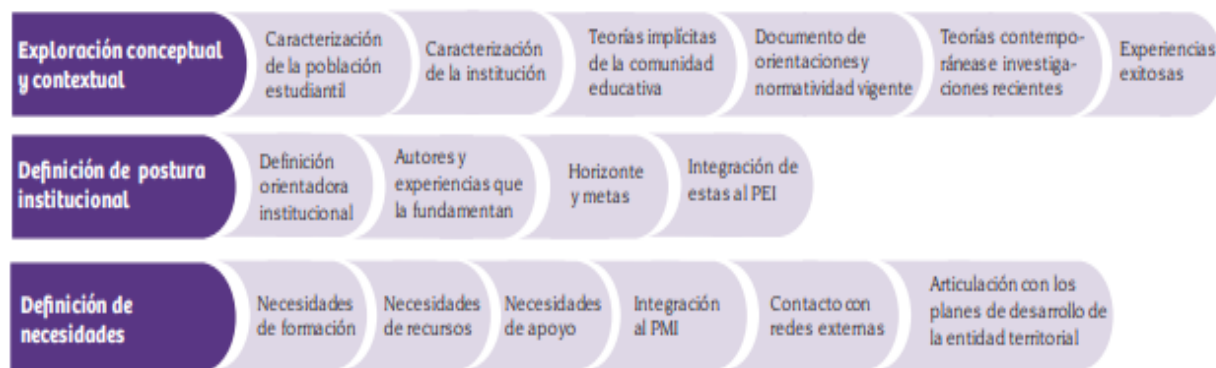 Exploración conceptual
y contextual
Caracterización
de la población
estudiantil
Caracterización
de la institución
Teorías implícitas
de la comunidad
educativa
Documento de
orientaciones y
normatividad vigente
Teorías contempo-
ráneas e investiga-
ciones recientes
Experiencias
exitosas
Definición de postura
institucional
Definición
orientadora
institucional
Autores y
experiencias que
la fundamentan
Horizonte
y metas
Integración de
estas al PEI
Definición de
necesidades
Necesidades
de formación
Necesidades
de recursos
Necesidades
de apoyo
Integración
al PMI
Contacto con
redes externas
Articulación con los
planes de desarrollo de
la entidad territorial